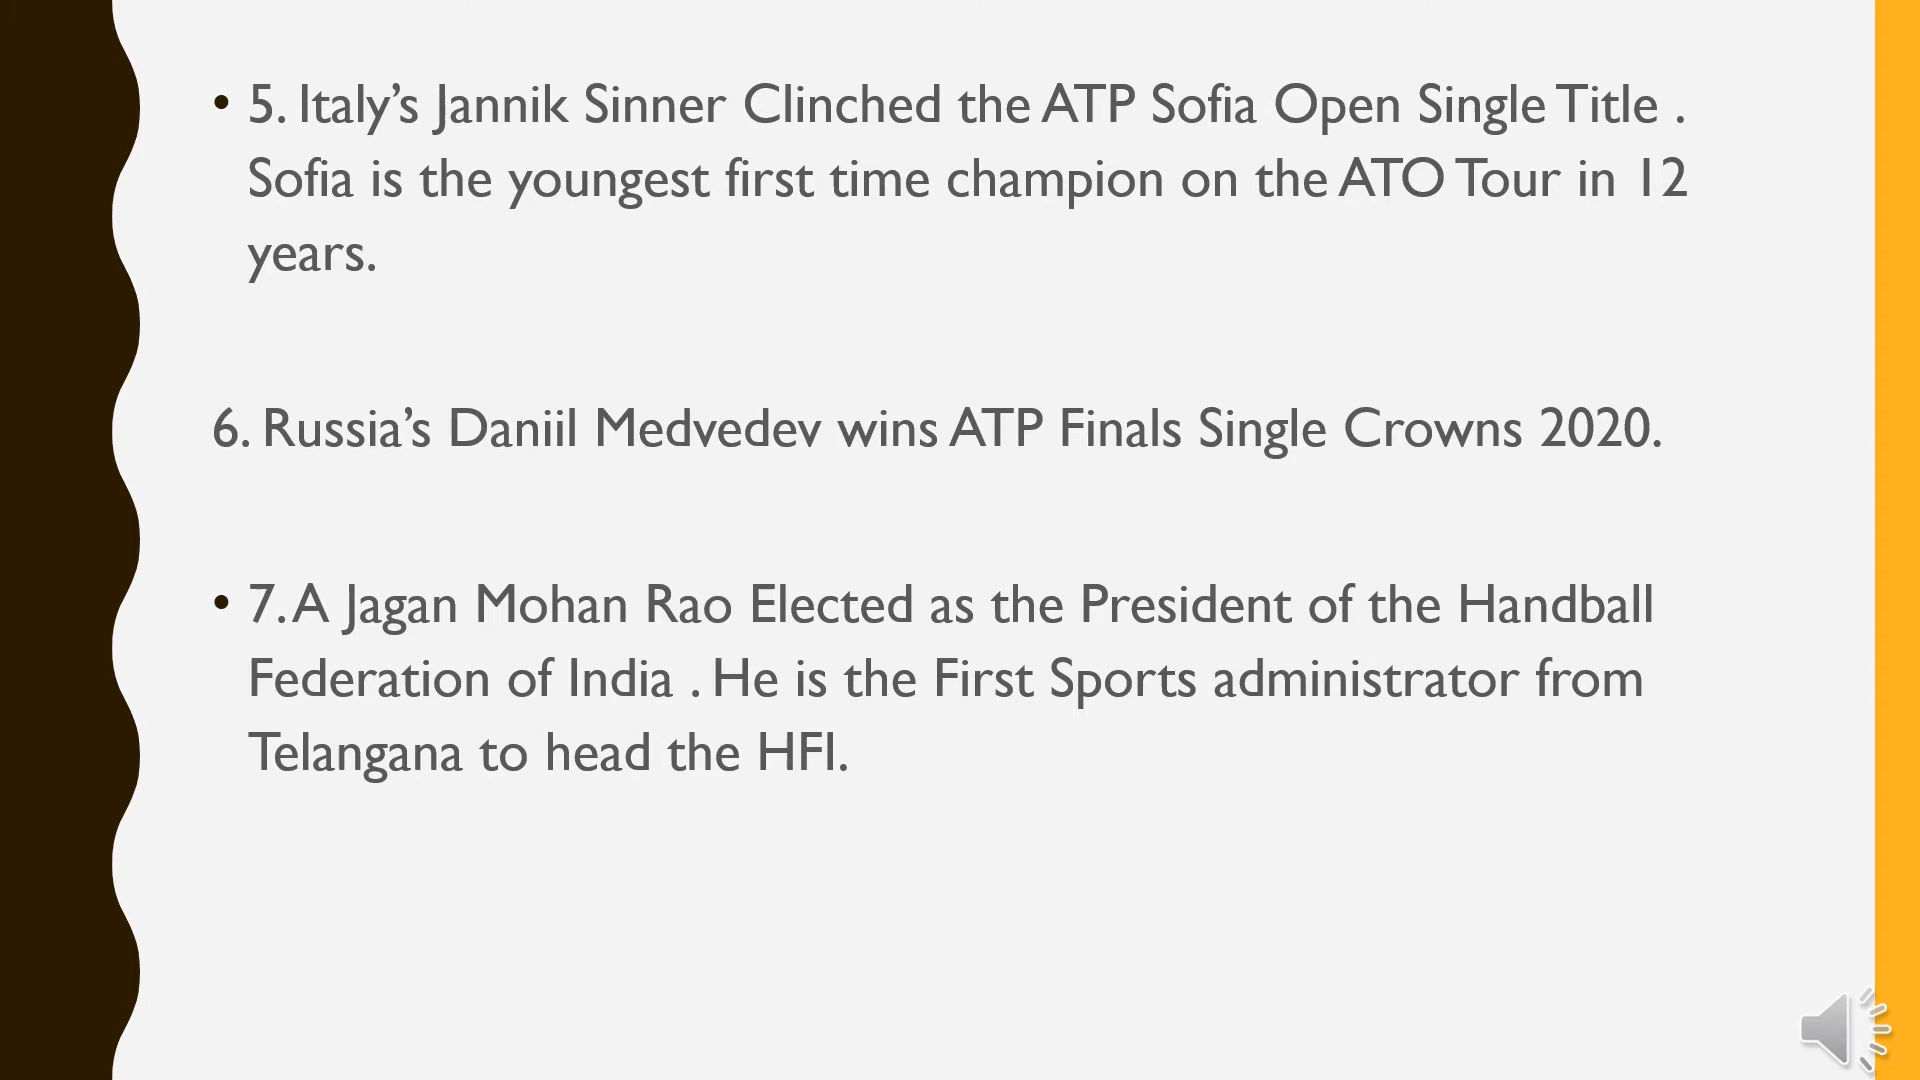 • 5. Italy’s Jannik Sinner Clinched the ATP Sofia Open Single Title .
Sofia is the youngest first time champion on the ATO Tour in 12
years.
6. Russia’s Daniil Medvedev wins ATP Finals Single Crowns 2020.
• 7. A Jagan Mohan Rao Elected as the President of the Handball
Federation of India . He is the First Sports administrator from
Telangana to head the HFI.